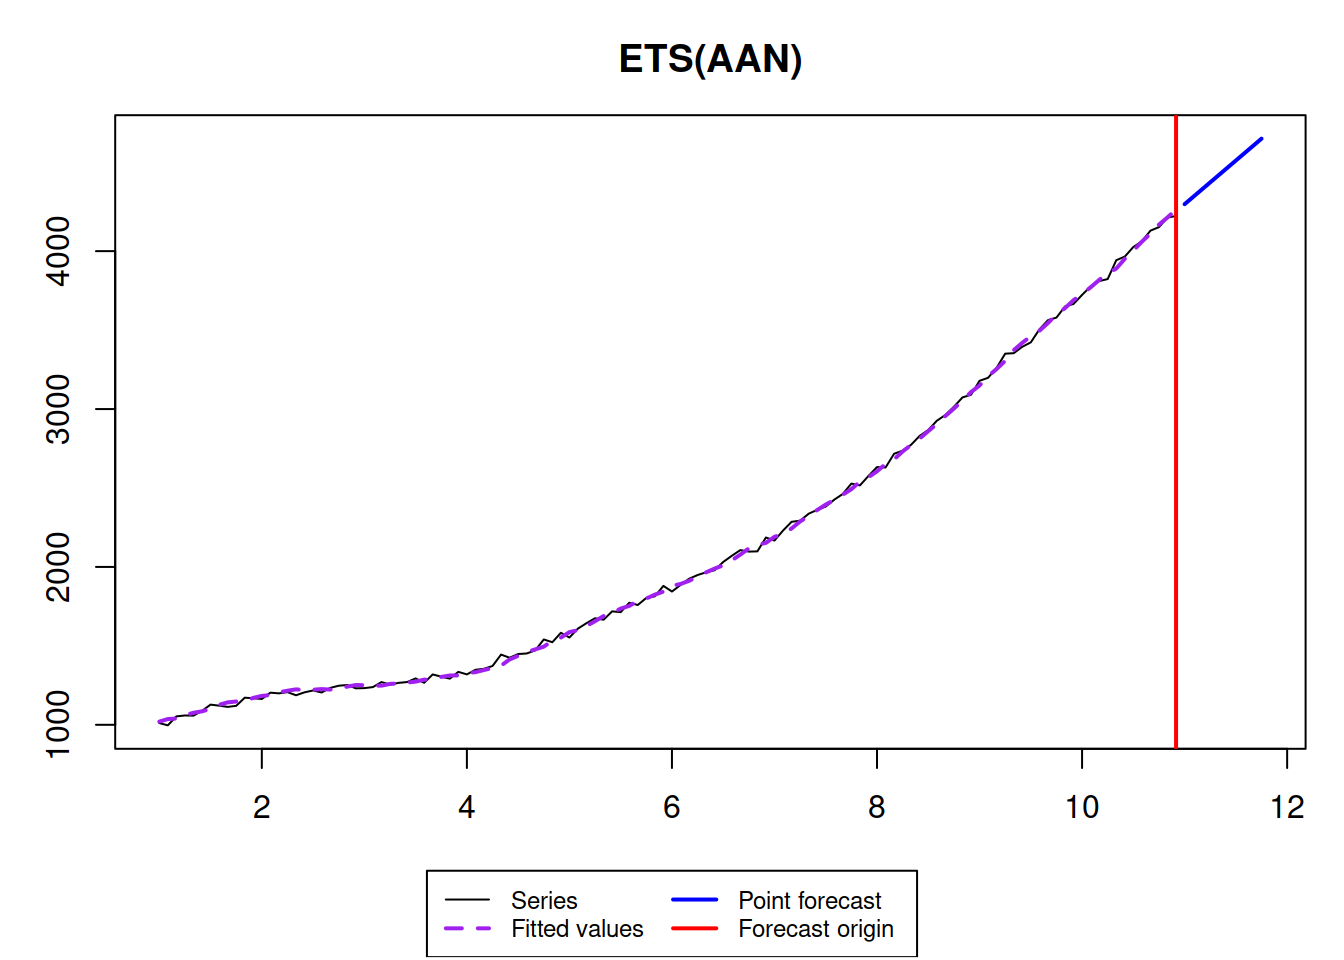 ETS(AAN)
4000
3000
2000
1000
2 4 6 8 10 12
Series Point forecast
Fitted values Forecast origin